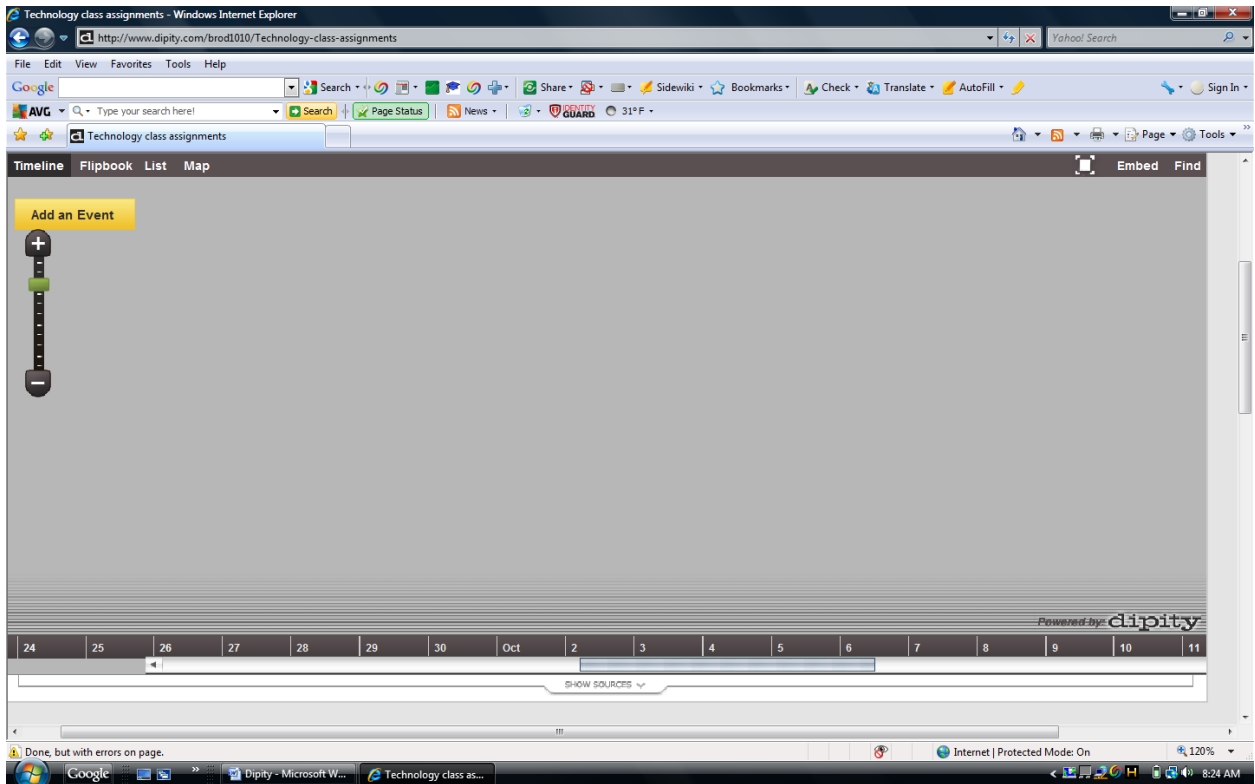 Technology class assignments - Windows Internet Explorer
http://www.dipity.com/brod1010/Technology-class-assignments Yahoo! Search
File Edit View Favorites Tools Help
Google Search Share Sidewiki Bookmarks Check Translate AutoFill Sign In
AVG Type your search here! Search Page Status News IDENTITY GUARD 31°F
Technology class assignments Page Tools
Timeline Flipbook List Map Embed Find
Add an Event
Powered by: dipity
24 25 26 27 28 29 30 Oct 2 3 4 5 6 7 8 9 10 11
SHOW SOURCES
Done, but with errors on page. Internet | Protected Mode: On 120%
Google Dipity - Microsoft W... Technology class as... 8:24 AM